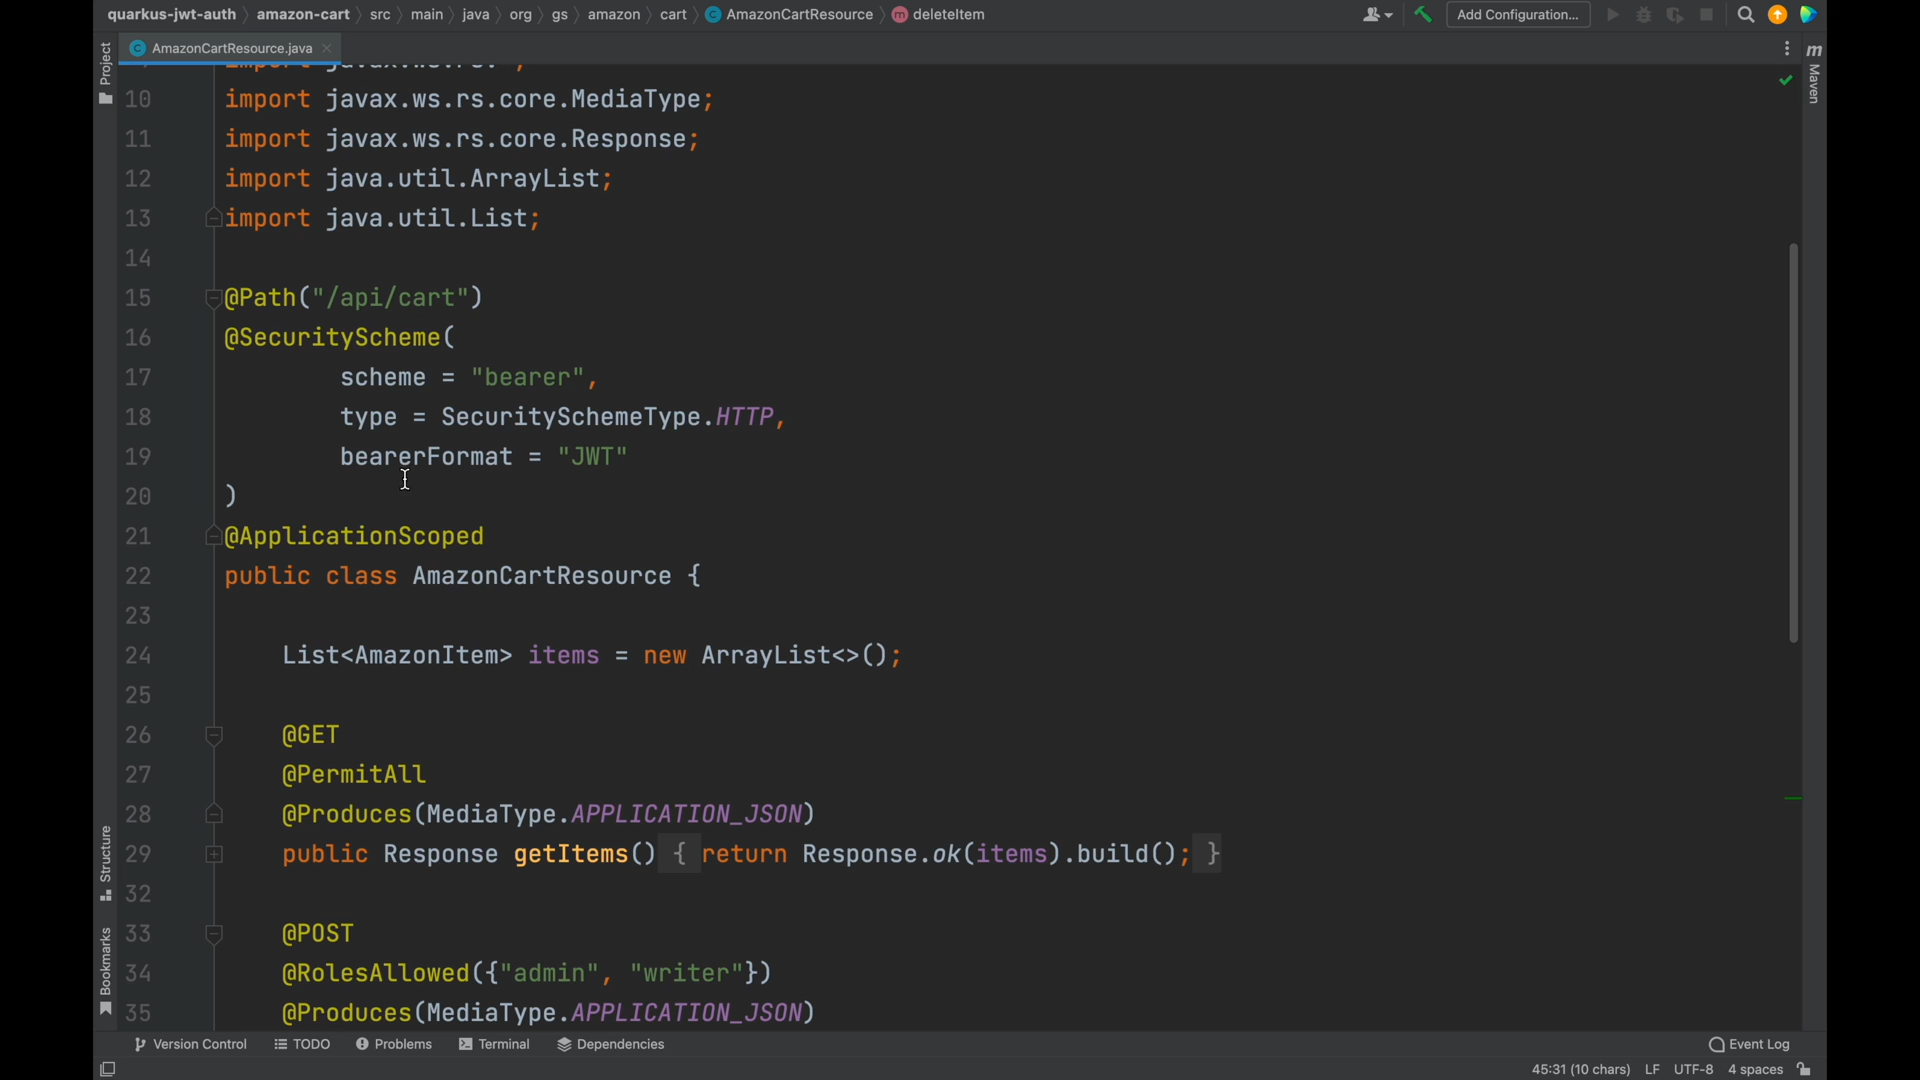 quarkus-jwt-auth amazon-cart src main java org gs amazon cart AmazonCartResource deleteItem Add Configuration...
Project
AmazonCartResource.java
m Maven
10 import javax.ws.rs.core.MediaType;
11 import javax.ws.rs.core.Response;
12 import java.util.ArrayList;
13 import java.util.List;
14
15 @Path("/api/cart")
16 @SecurityScheme(
17 scheme = "bearer",
18 type = SecuritySchemeType.HTTP,
19 bearerFormat = "JWT"
20 )
21 @ApplicationScoped
22 public class AmazonCartResource {
23
24 List<AmazonItem> items = new ArrayList<>();
25
26 @GET
27 @PermitAll
28 @Produces(MediaType.APPLICATION_JSON)
29 public Response getItems() { return Response.ok(items).build(); }
32
33 @POST
34 @RolesAllowed({"admin", "writer"})
35 @Produces(MediaType.APPLICATION_JSON)
Structure
Bookmarks
Version Control TODO Problems Terminal Dependencies Event Log
45:31 (10 chars) LF UTF-8 4 spaces